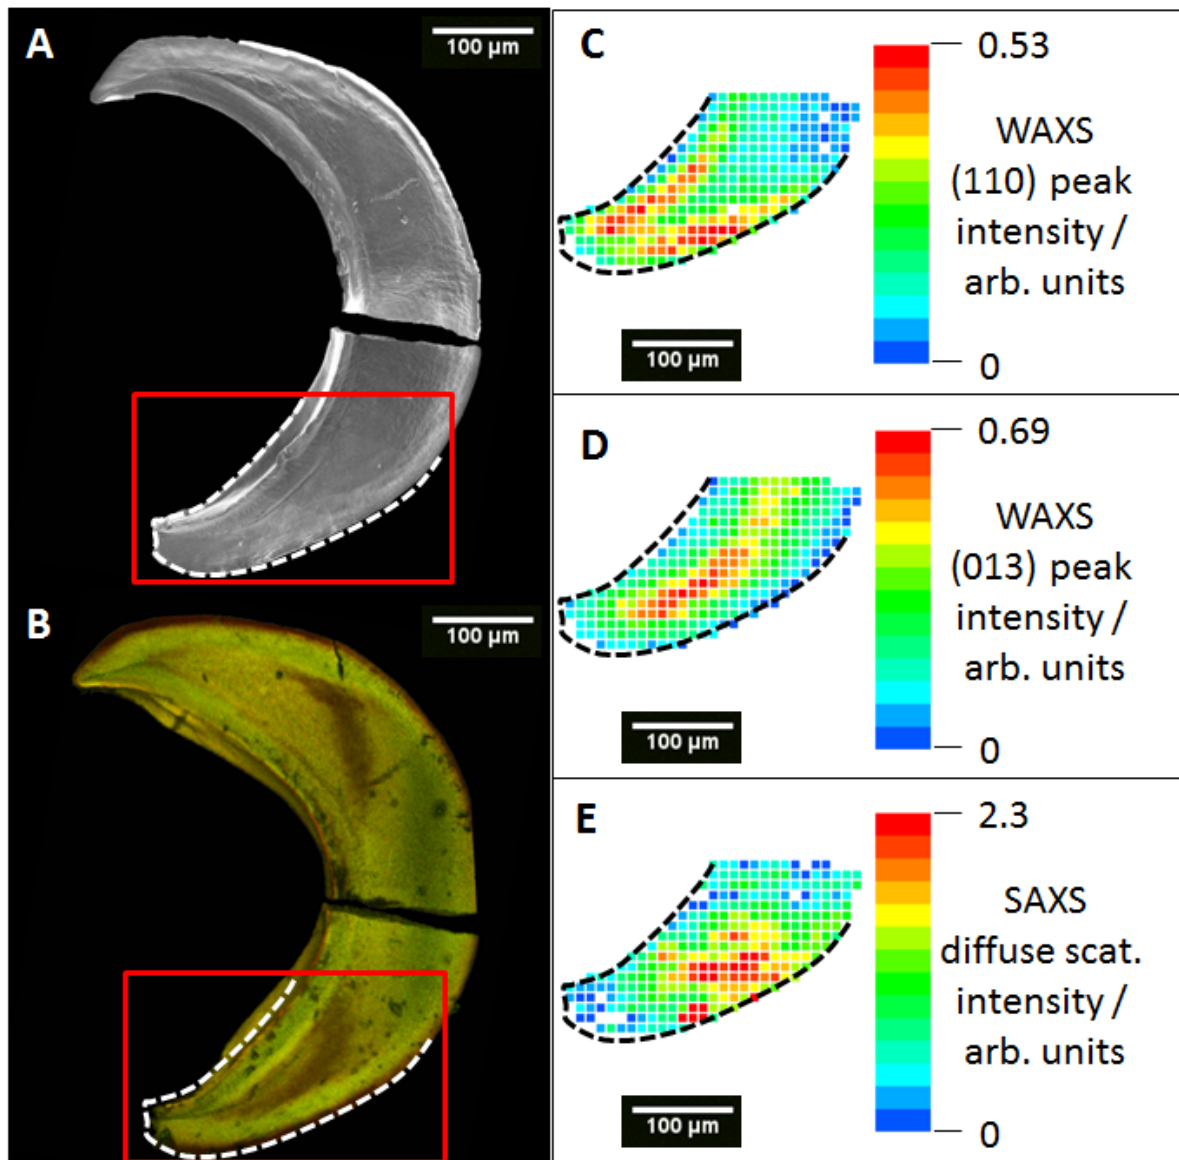 A
100 µm
B
100 µm
C
0.53
WAXS
(110) peak
intensity /
arb. units
0
100 µm
D
0.69
WAXS
(013) peak
intensity /
arb. units
0
100 µm
E
2.3
SAXS
diffuse scat.
intensity /
arb. units
0
100 µm